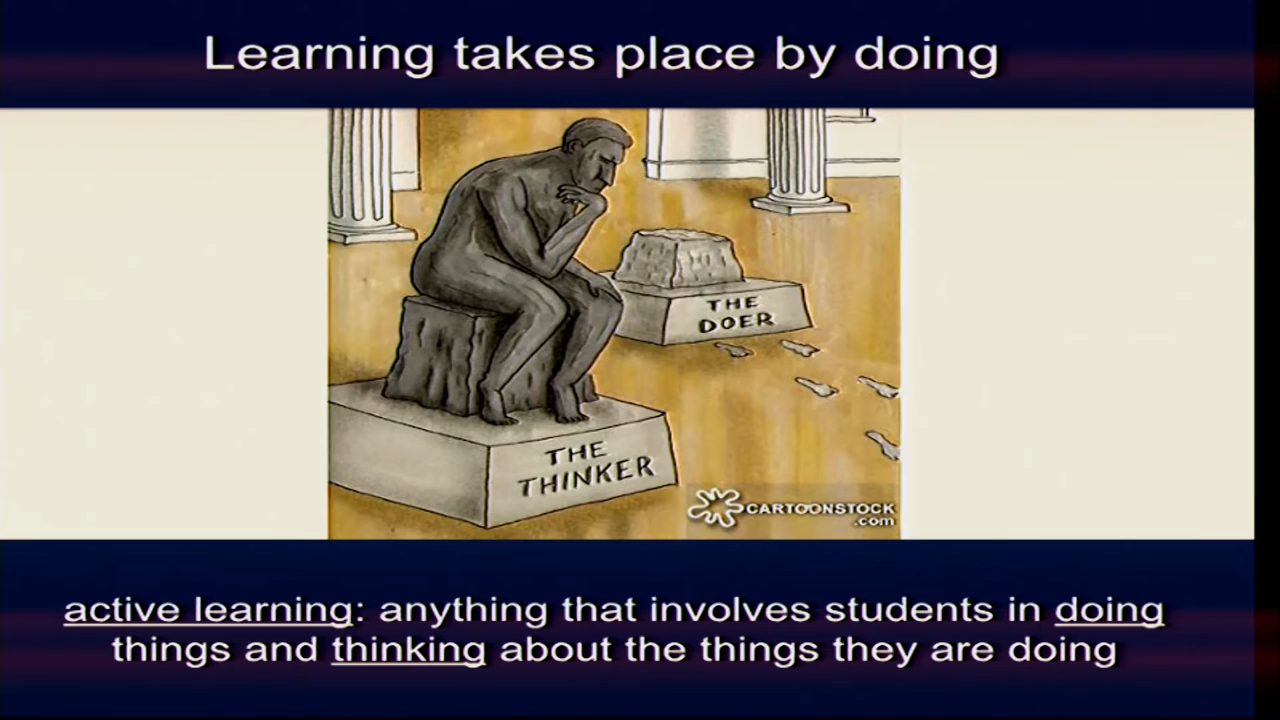 Learning takes place by doing
THE
DOER
THE
THINKER
CARTOONSTOCK
.com
active learning: anything that involves students in doing
things and thinking about the things they are doing